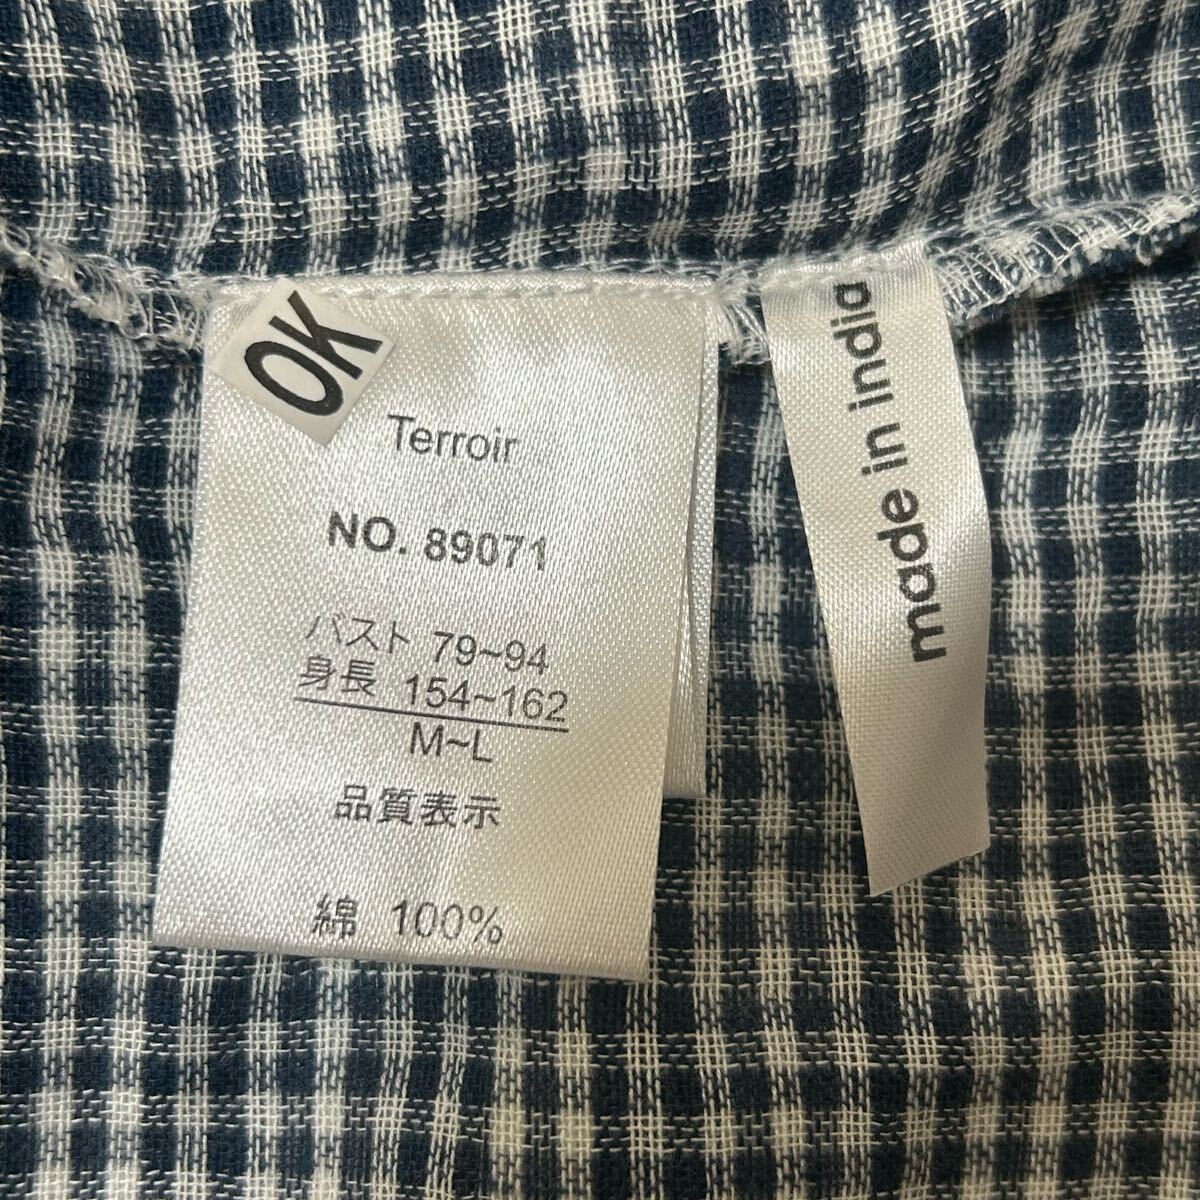 OK
Terroir
NO. 89071
バスト 79~94
身長 154~162
M~L
品質表示
綿 100%
made in india